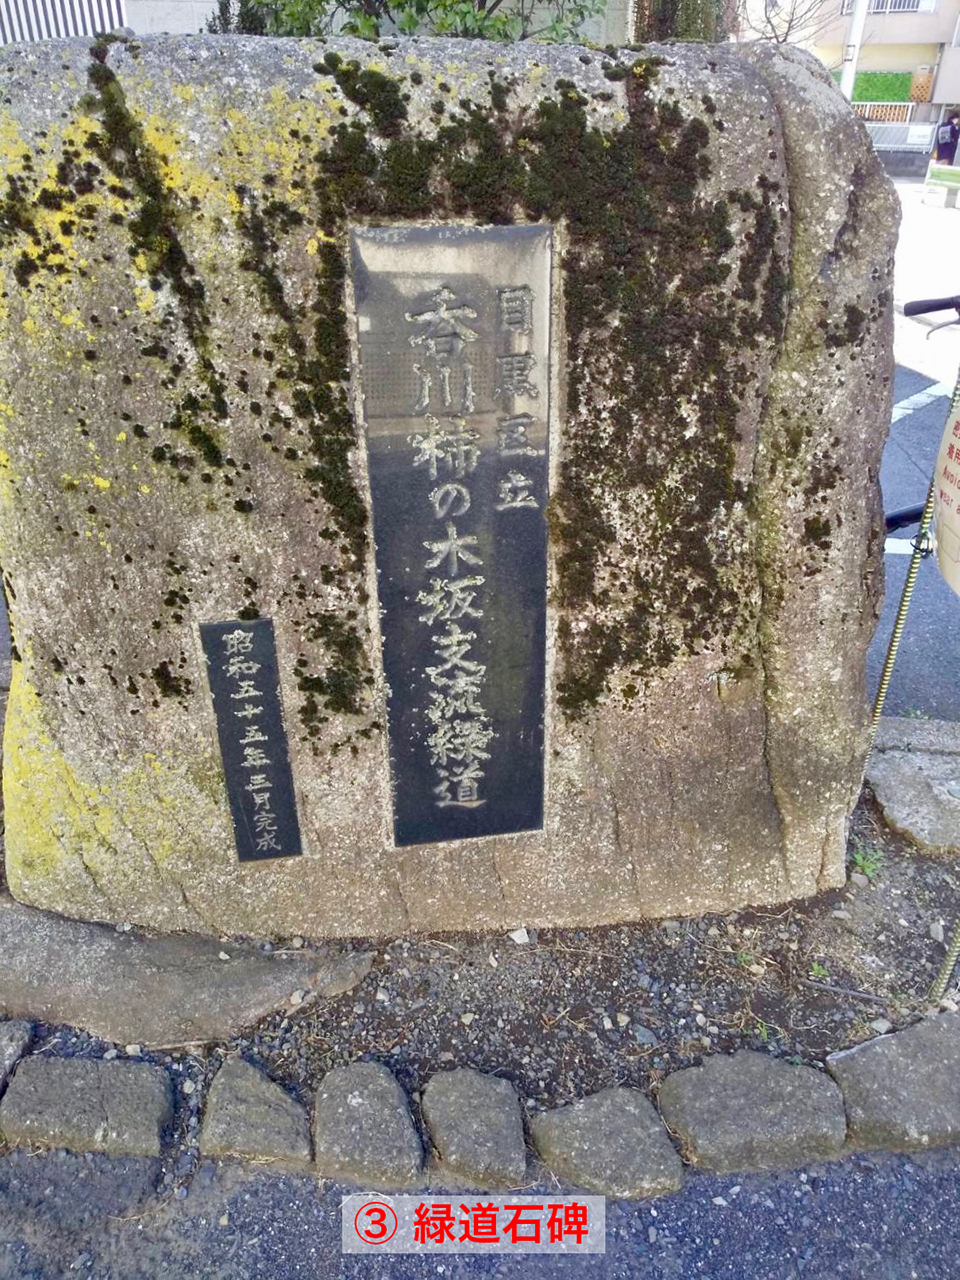 目黒区立
呑川柿の木坂支流緑道
昭和五十五年三月完成
③ 緑道石碑